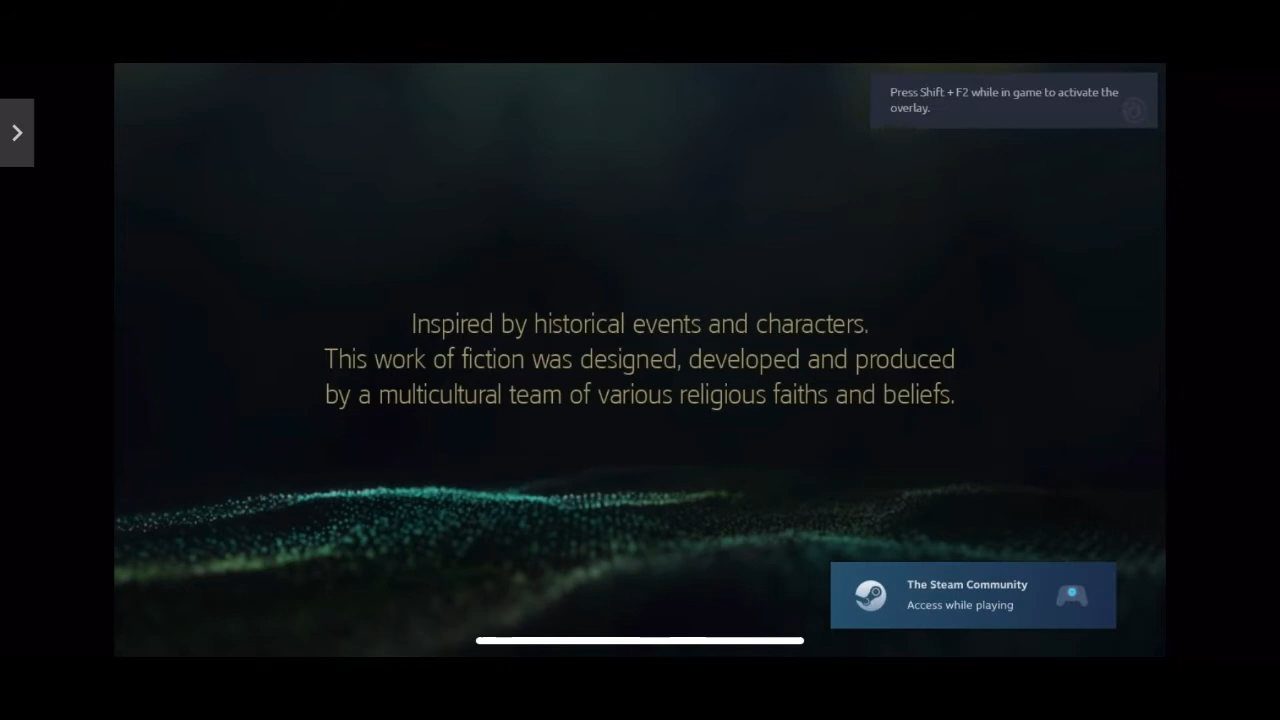 Press Shift + F2 while in game to activate the
overlay.
Inspired by historical events and characters.
This work of fiction was designed, developed and produced
by a multicultural team of various religious faiths and beliefs.
The Steam Community
Access while playing